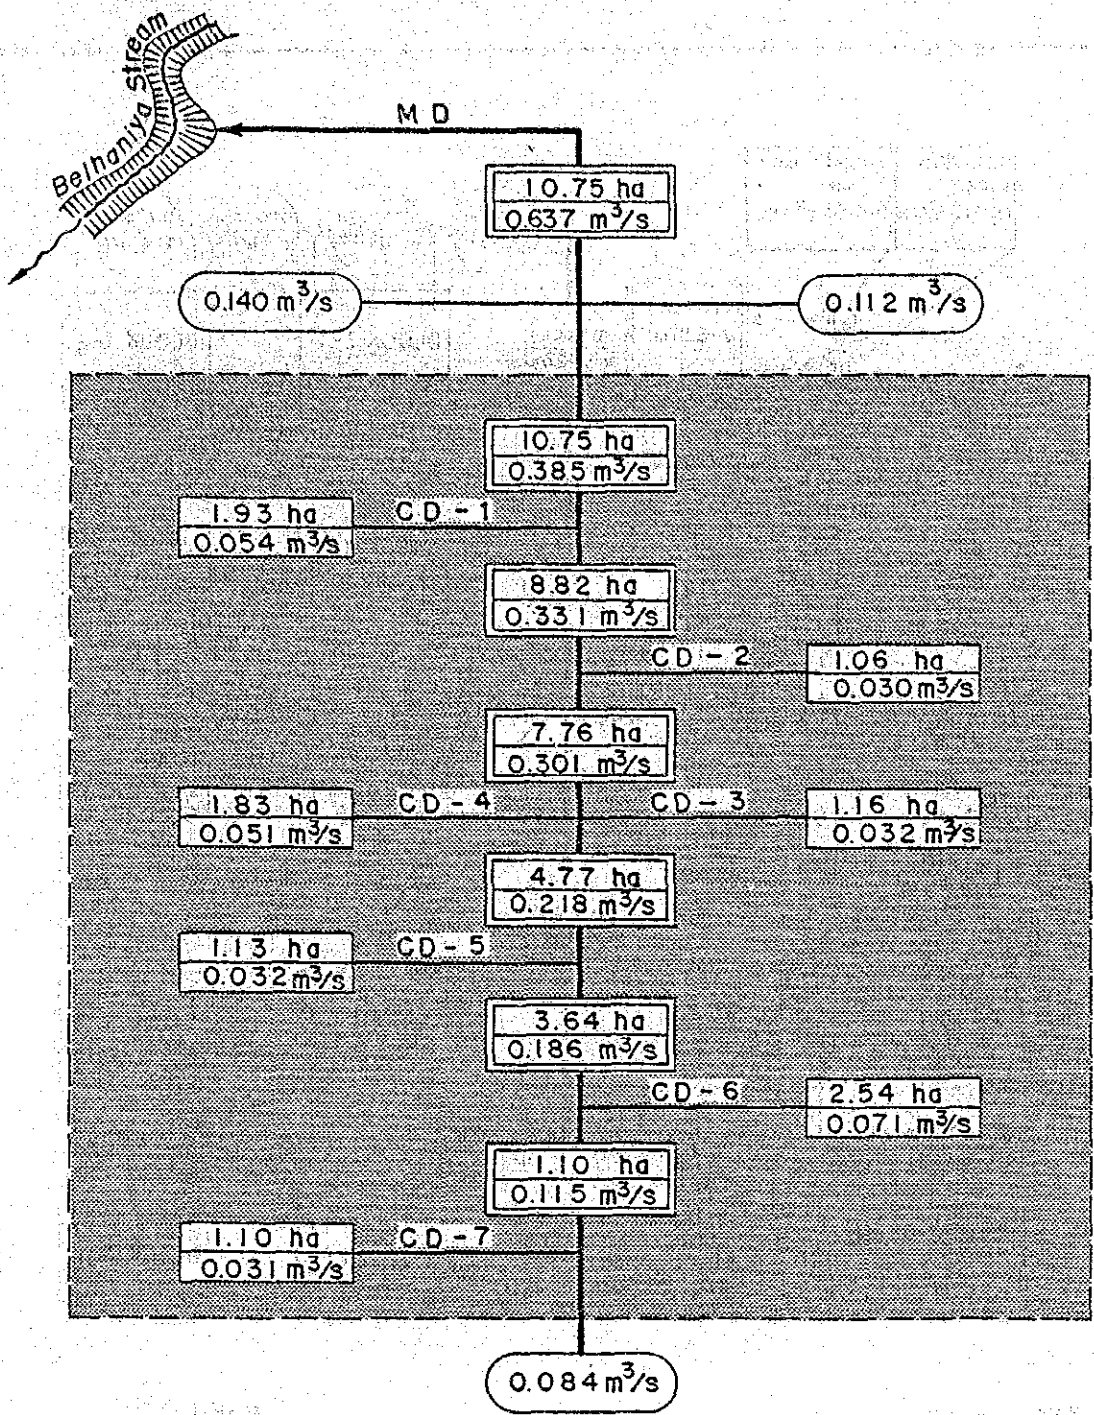 Belhaniya Stream
M D
10.75 ha
0.637 m³/s
0.140 m³/s
0.112 m³/s
10.75 ha
0.385 m³/s
CD-1
1.93 ha
0.054 m³/s
8.82 ha
0.331 m³/s
CD-2
1.06 ha
0.030 m³/s
7.76 ha
0.301 m³/s
1.83 ha
0.051 m³/s
CD-4
CD-3
1.16 ha
0.032 m³/s
4.77 ha
0.218 m³/s
1.13 ha
0.032 m³/s
CD-5
3.64 ha
0.186 m³/s
CD-6
2.54 ha
0.071 m³/s
1.10 ha
0.115 m³/s
1.10 ha
0.031 m³/s
CD-7
0.084 m³/s